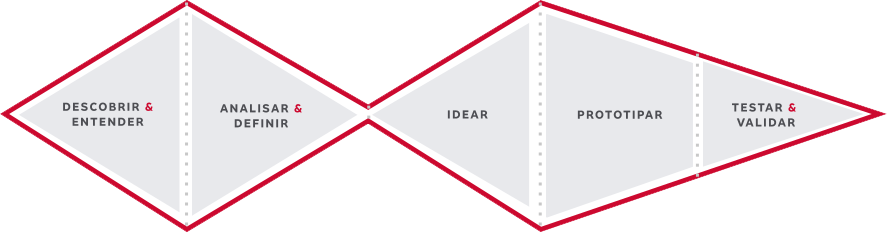 DESCOBRIR &
ENTENDER
ANALISAR &
DEFINIR
IDEAR
PROTOTIPAR
TESTAR &
VALIDAR